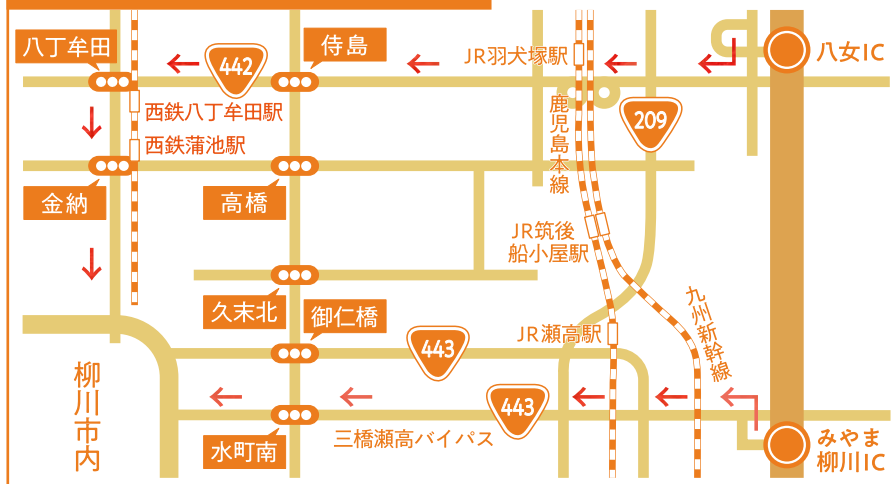 八丁牟田
442
侍島
JR羽犬塚駅
八女IC
西鉄八丁牟田駅
西鉄蒲池駅
鹿児島本線
209
金納
高橋
JR筑後
船小屋駅
久末北
御仁橋
443
JR瀬高駅
九州新幹線
柳川市内
443
水町南
三橋瀬高バイパス
みやま
柳川IC